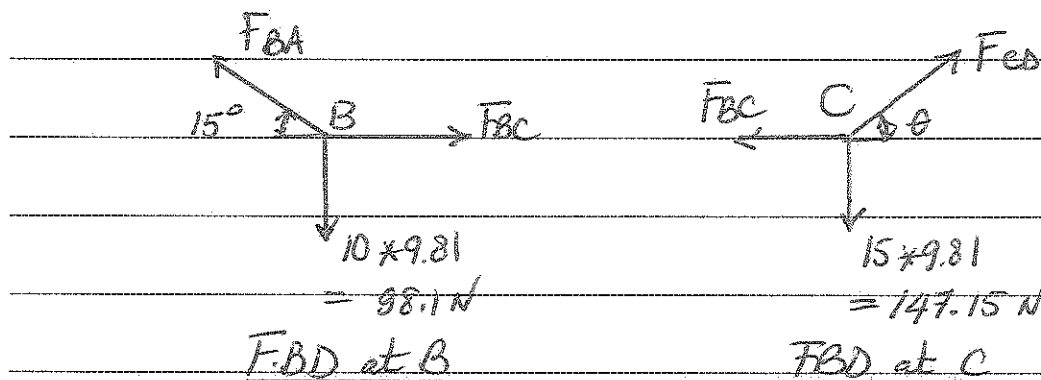 F_BA
15° B F_BC
10*9.81
= 98.1 N
F.BD at B
F_CD
F_BC C θ
15*9.81
= 147.15 N
FBD at C